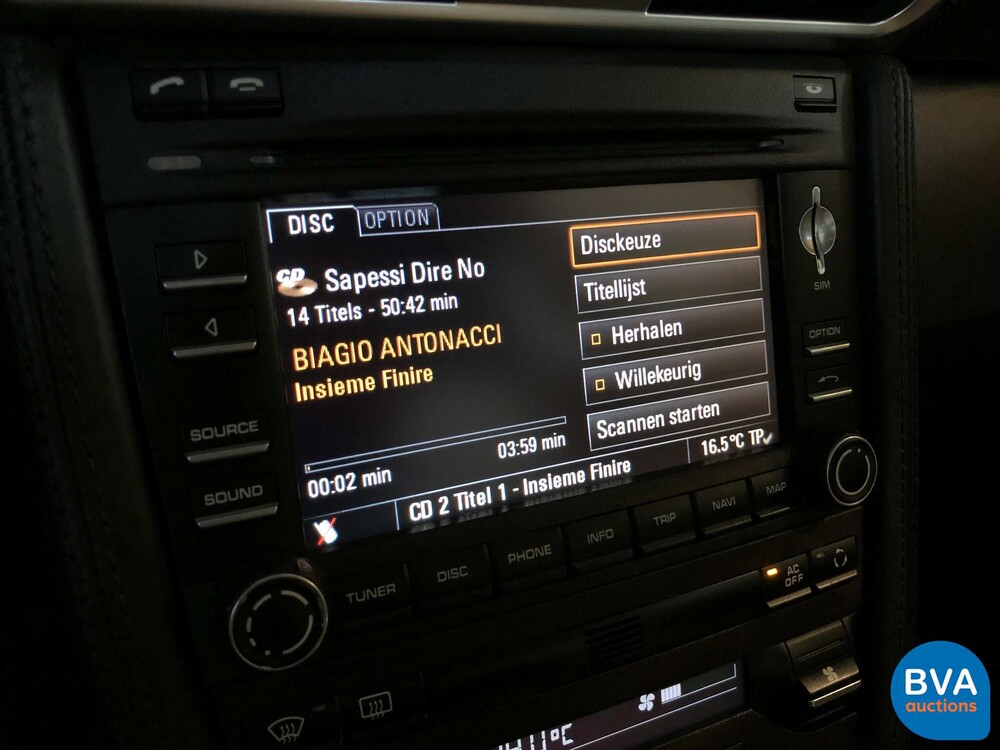 DISC OPTION
CD Sapessi Dire No
14 Titels - 50:42 min
BIAGIO ANTONACCI
Insieme Finire
00:02 min
03:59 min
Disckeuze
Titellijst
Herhalen
Willekeurig
Scannen starten
16.5°C TP
CD 2 Titel 1 - Insieme Finire
SIM
OPTION
SOURCE
SOUND
TUNER DISC PHONE INFO TRIP NAVI MAP
AC
OFF
°C
BVA
auctions